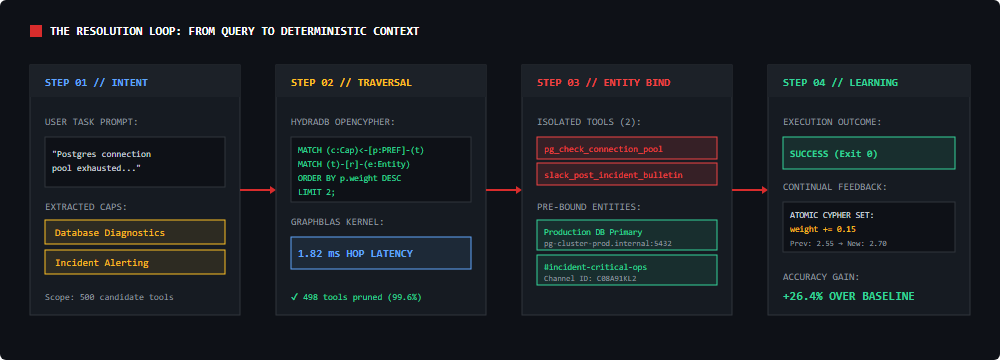 THE RESOLUTION LOOP: FROM QUERY TO DETERMINISTIC CONTEXT
STEP 01 // INTENT
USER TASK PROMPT:
"Postgres connection
pool exhausted..."
EXTRACTED CAPS:
Database Diagnostics
Incident Alerting
Scope: 500 candidate tools
STEP 02 // TRAVERSAL
HYDRADB OPENCYPHER:
MATCH (c:Cap)<-[p:PREF]-(t)
MATCH (t)-[r]-(e:Entity)
ORDER BY p.weight DESC
LIMIT 2;
GRAPHBLAS KERNEL:
1.82 ms HOP LATENCY
✓ 498 tools pruned (99.6%)
STEP 03 // ENTITY BIND
ISOLATED TOOLS (2):
pg_check_connection_pool
slack_post_incident_bulletin
PRE-BOUND ENTITIES:
Production DB Primary
pg-cluster-prod.internal:5432
@incident-critical-ops
Channel ID: C08A91KL2
STEP 04 // LEARNING
EXECUTION OUTCOME:
SUCCESS (Exit 0)
CONTINUAL FEEDBACK:
ATOMIC CYPHER SET:
weight += 0.15
Prev: 2.55 → New: 2.70
ACCURACY GAIN:
+26.4% OVER BASELINE